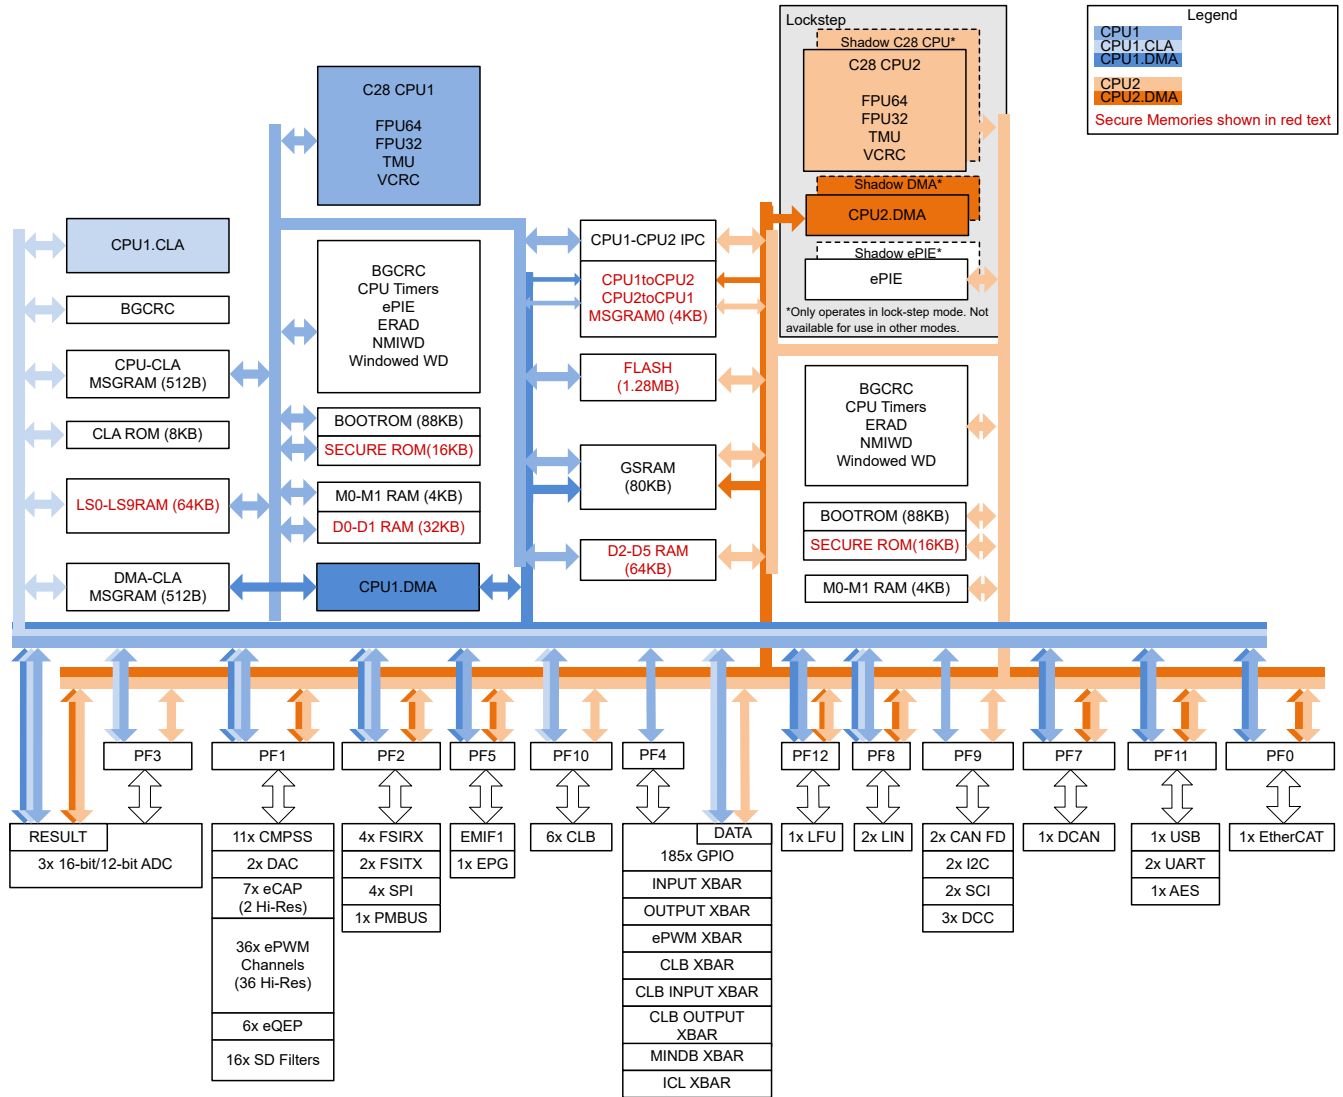 Lockstep
Shadow C28 CPU*
C28 CPU2
FPU64
FPU32
TMU
VCRC
Shadow DMA*
CPU2.DMA
Shadow ePIE*
ePIE
*Only operates in lock-step mode. Not
available for use in other modes.
Legend
CPU1
CPU1.CLA
CPU1.DMA
CPU2
CPU2.DMA
Secure Memories shown in red text
C28 CPU1
FPU64
FPU32
TMU
VCRC
CPU1.CLA
BGCRC
CPU-CLA
MSGRAM (512B)
CLA ROM (8KB)
LS0-LS9RAM (64KB)
DMA-CLA
MSGRAM (512B)
BGCRC
CPU Timers
ePIE
ERAD
NMIWD
Windowed WD
BOOTROM (88KB)
SECURE ROM(16KB)
M0-M1 RAM (4KB)
D0-D1 RAM (32KB)
CPU1.DMA
CPU1-CPU2 IPC
CPU1toCPU2
CPU2toCPU1
MSGRAM0 (4KB)
FLASH
(1.28MB)
GSRAM
(80KB)
D2-D5 RAM
(64KB)
BGCRC
CPU Timers
ERAD
NMIWD
Windowed WD
BOOTROM (88KB)
SECURE ROM(16KB)
M0-M1 RAM (4KB)
PF3
PF1
PF2
PF5
PF10
PF4
PF12
PF8
PF9
PF7
PF11
PF0
RESULT
3x 16-bit/12-bit ADC
11x CMPSS
2x DAC
7x eCAP
(2 Hi-Res)
36x ePWM
Channels
(36 Hi-Res)
6x eQEP
16x SD Filters
4x FSIRX
2x FSITX
4x SPI
1x PMBUS
EMIF1
1x EPG
6x CLB
DATA
185x GPIO
INPUT XBAR
OUTPUT XBAR
ePWM XBAR
CLB XBAR
CLB INPUT XBAR
CLB OUTPUT
XBAR
MINDB XBAR
ICL XBAR
1x LFU
2x LIN
2x CAN FD
2x I2C
2x SCI
3x DCC
1x DCAN
1x USB
2x UART
1x AES
1x EtherCAT